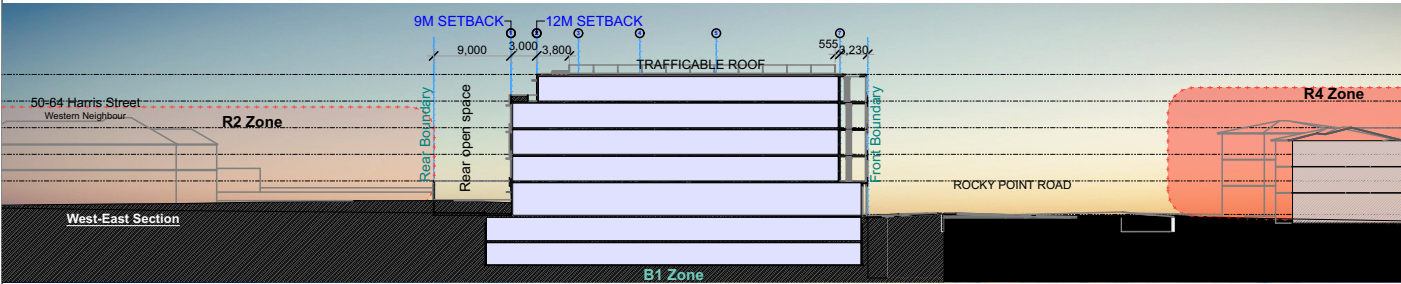 9M SETBACK
12M SETBACK
9,000
3,000
3,800
555
3,230
TRAFFICABLE ROOF
50-64 Harris Street
Western Neighbour
R2 Zone
Rear Boundary
Rear open space
Front Boundary
R4 Zone
ROCKY POINT ROAD
West-East Section
B1 Zone